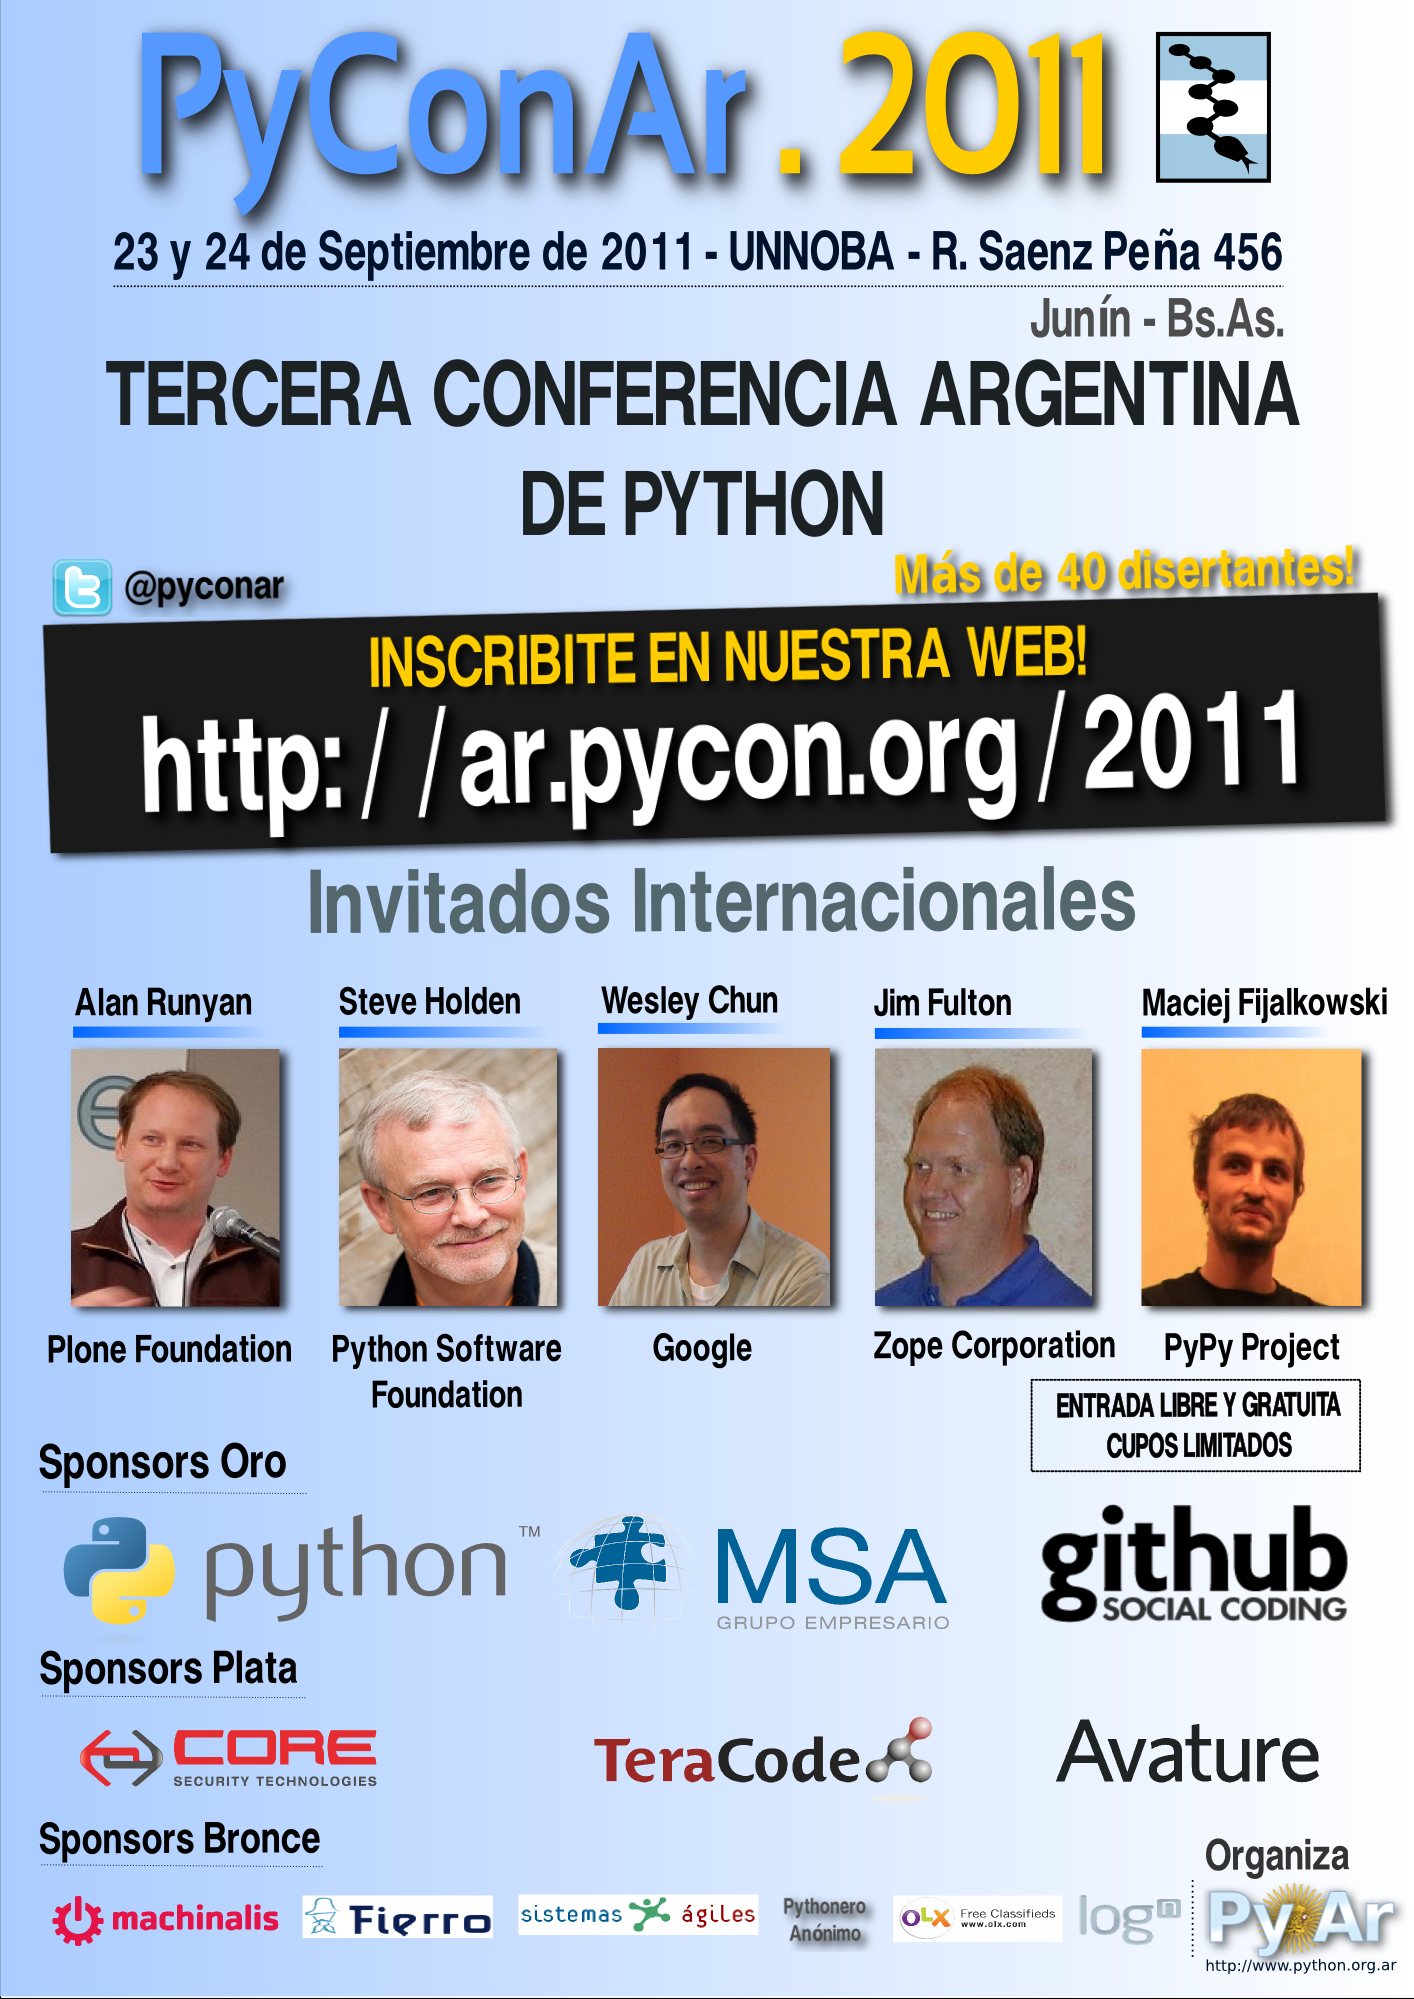 PyConAr . 2011
23 y 24 de Septiembre de 2011 - UNNOBA - R. Saenz Peña 456
Junín - Bs.As.
TERCERA CONFERENCIA ARGENTINA
DE PYTHON
@pyconar
Más de 40 disertantes!
INSCRIBITE EN NUESTRA WEB!
http://ar.pycon.org/2011
Invitados Internacionales
Alan Runyan
Steve Holden
Wesley Chun
Jim Fulton
Maciej Fijalkowski
Plone Foundation
Python Software
Foundation
Google
Zope Corporation
PyPy Project
ENTRADA LIBRE Y GRATUITA
CUPOS LIMITADOS
Sponsors Oro
python™
MSA
GRUPO EMPRESARIO
github
SOCIAL CODING
Sponsors Plata
CORE
SECURITY TECHNOLOGIES
TeraCode
Avature
Sponsors Bronce
machinalis
Fierro
sistemas ágiles
Pythonero
Anónimo
OLX
Free Classifieds
www.olx.com
log n
Organiza
PyAr
http://www.python.org.ar